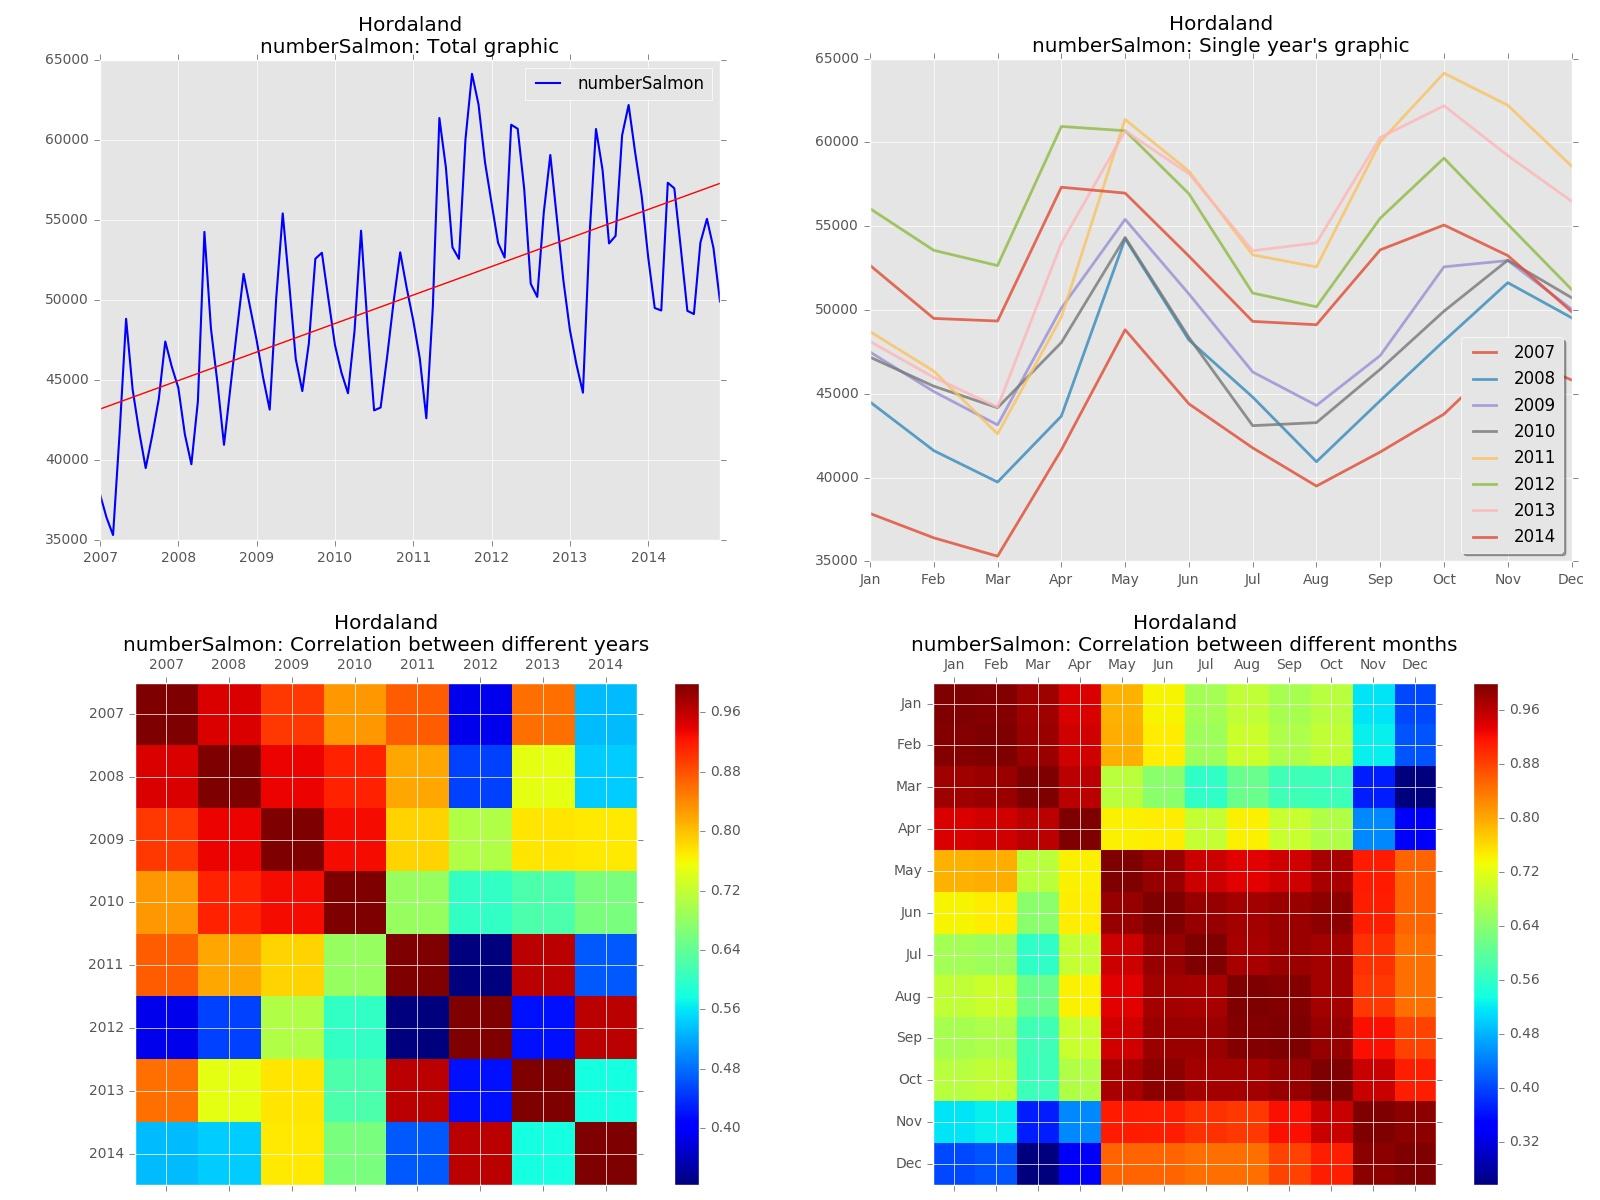 Hordaland
numberSalmon: Total graphic
65000
60000
55000
50000
45000
40000
35000
2007 2008 2009 2010 2011 2012 2013 2014
numberSalmon
Hordaland
numberSalmon: Single year's graphic
65000
60000
55000
50000
45000
40000
35000
Jan Feb Mar Apr May Jun Jul Aug Sep Oct Nov Dec
2007
2008
2009
2010
2011
2012
2013
2014
Hordaland
numberSalmon: Correlation between different years
2007 2008 2009 2010 2011 2012 2013 2014
2007
2008
2009
2010
2011
2012
2013
2014
0.96
0.88
0.80
0.72
0.64
0.56
0.48
0.40
Hordaland
numberSalmon: Correlation between different months
Jan Feb Mar Apr May Jun Jul Aug Sep Oct Nov Dec
Jan
Feb
Mar
Apr
May
Jun
Jul
Aug
Sep
Oct
Nov
Dec
0.96
0.88
0.80
0.72
0.64
0.56
0.48
0.40
0.32